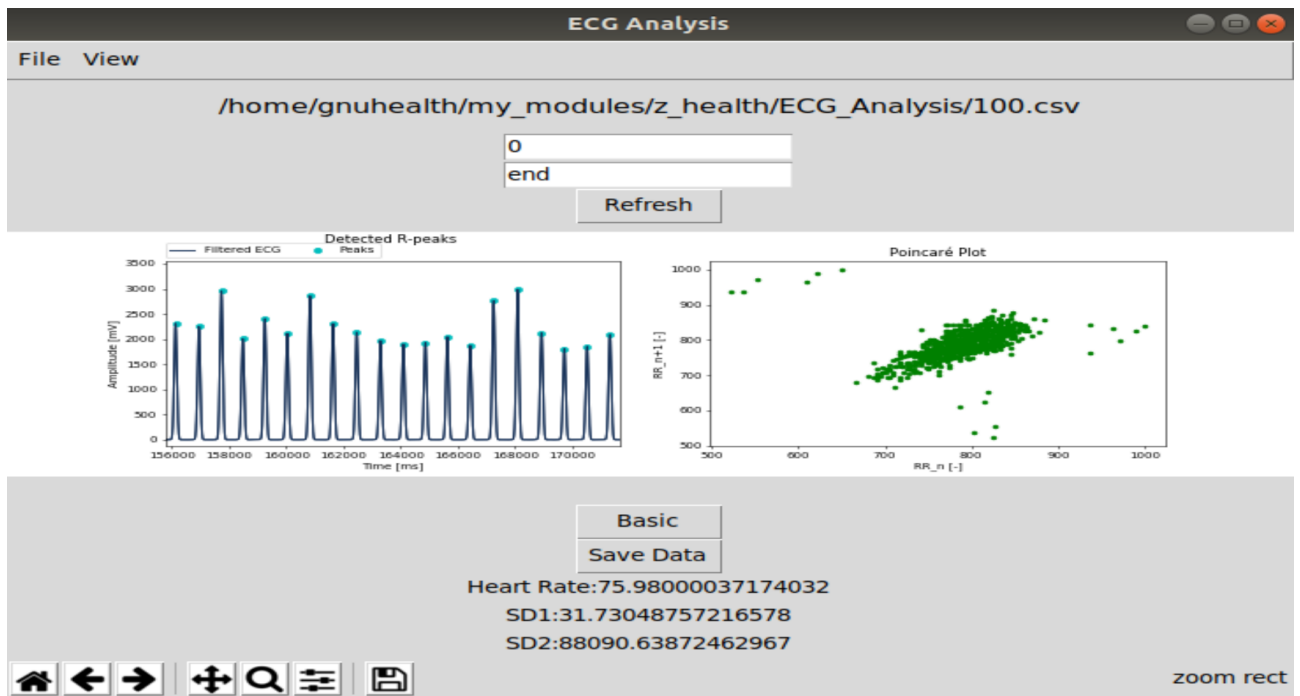 ECG Analysis
File View
/home/gnuhealth/my_modules/z_health/ECG_Analysis/100.csv
0
end
Refresh
Detected R-peaks
Filtered ECG Peaks
3500
3000
2500
2000
1500
1000
500
0
Amplitude [mV]
156000 158000 160000 162000 164000 166000 168000 170000
Time [ms]
Poincaré Plot
1000
900
800
700
600
500
RR_n+1 [-]
500 600 700 800 900 1000
RR_n [-]
Basic
Save Data
Heart Rate:75.98000037174032
SD1:31.73048757216578
SD2:88090.63872462967
zoom rect